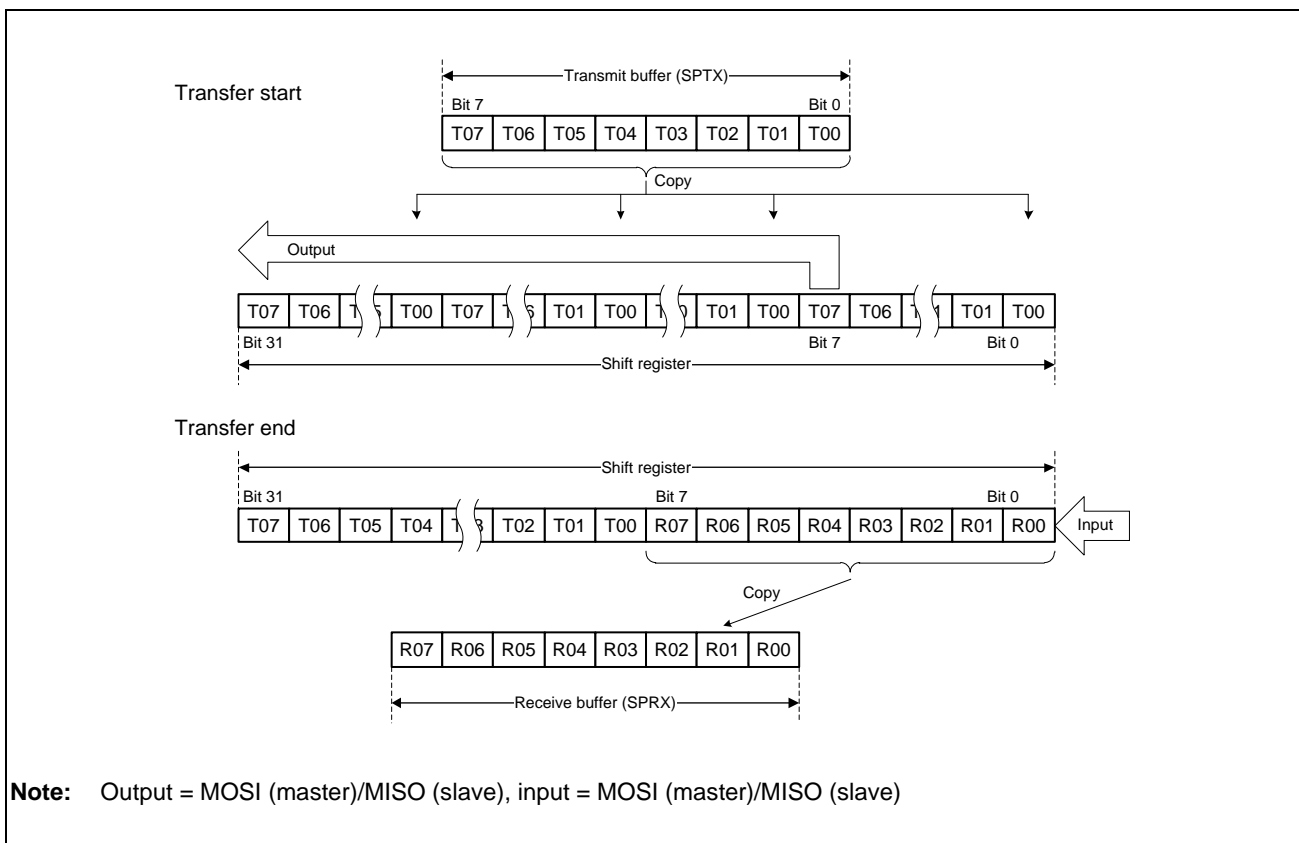 Transfer start
Transmit buffer (SPTX)
Bit 7 Bit 0
T07 T06 T05 T04 T03 T02 T01 T00
Copy
Output
T07 T06 T00 T07 T01 T00 T01 T00 T07 T06 T01 T00
Bit 31 Bit 7 Bit 0
Shift register
Transfer end
Shift register
Bit 31 Bit 7 Bit 0
T07 T06 T05 T04 T02 T01 T00 R07 R06 R05 R04 R03 R02 R01 R00 Input
Copy
R07 R06 R05 R04 R03 R02 R01 R00
Receive buffer (SPRX)
Note: Output = MOSI (master)/MISO (slave), input = MOSI (master)/MISO (slave)